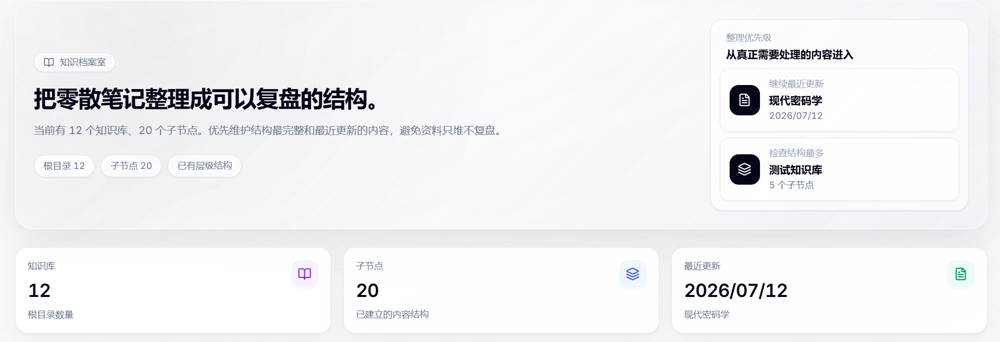 知识档案室
把零散笔记整理成可以复盘的结构。
当前有 12 个知识库、20 个子节点。优先维护结构最完整和最近更新的内容，避免资料只堆不复盘。
根目录 12
子节点 20
已有层级结构
整理优先级
从真正需要处理的内容进入
继续最近更新
现代密码学
2026/07/12
检查结构最多
测试知识库
5 个子节点
知识库
12
根目录数量
子节点
20
已建立的内容结构
最近更新
2026/07/12
现代密码学